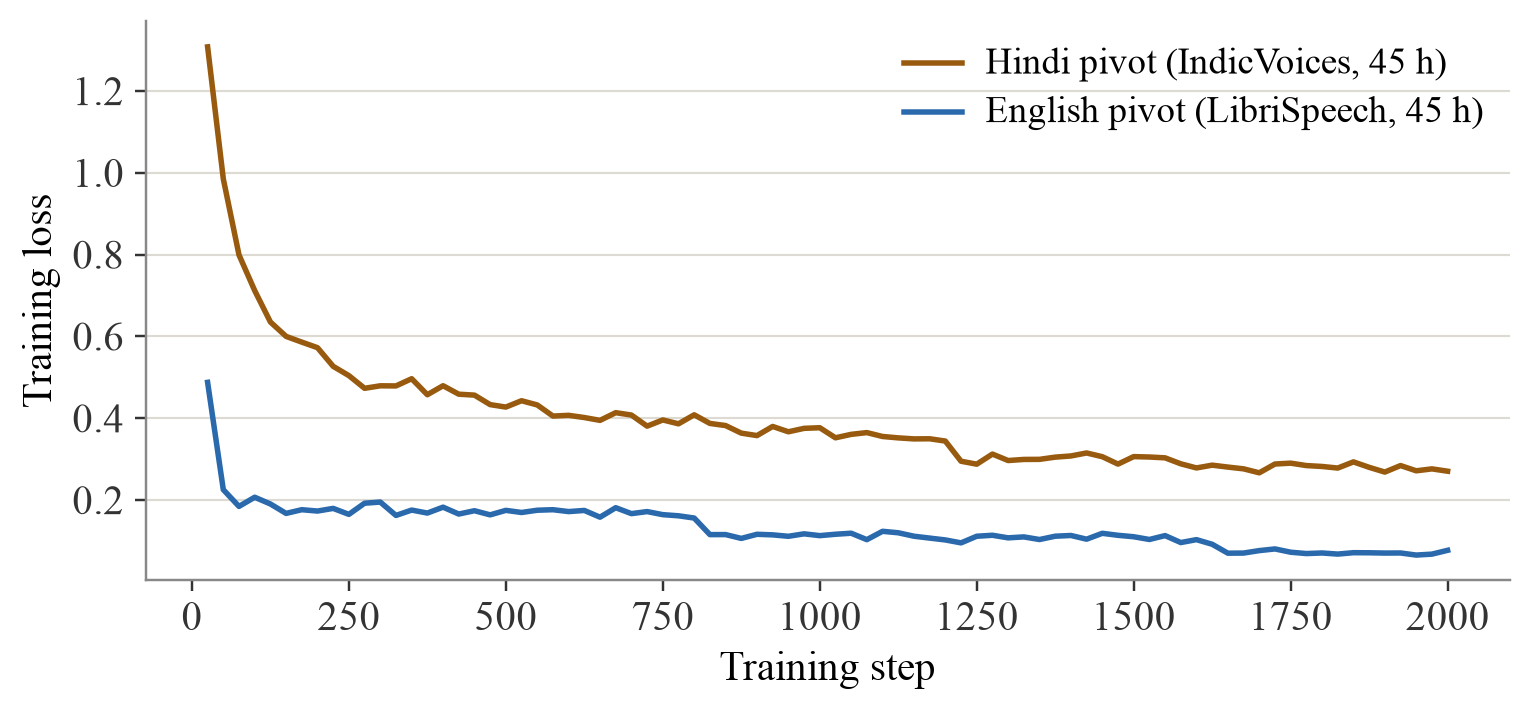 Hindi pivot (IndicVoices, 45 h)
English pivot (LibriSpeech, 45 h)
Training loss
1.2
1.0
0.8
0.6
0.4
0.2
0 250 500 750 1000 1250 1500 1750 2000
Training step